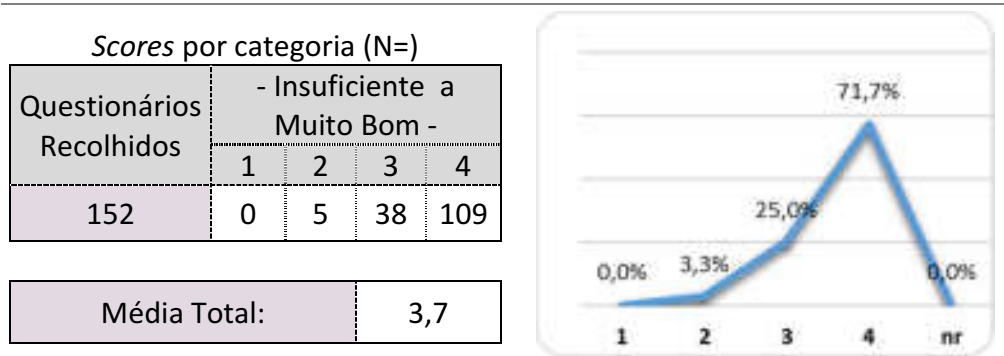 Scores por categoria (N=)
Questionários Recolhidos
- Insuficiente a
Muito Bom -
1 2 3 4
152 0 5 38 109
Média Total: 3,7
71,7%
25,0%
0,0% 3,3% 0,0%
1 2 3 4 nr